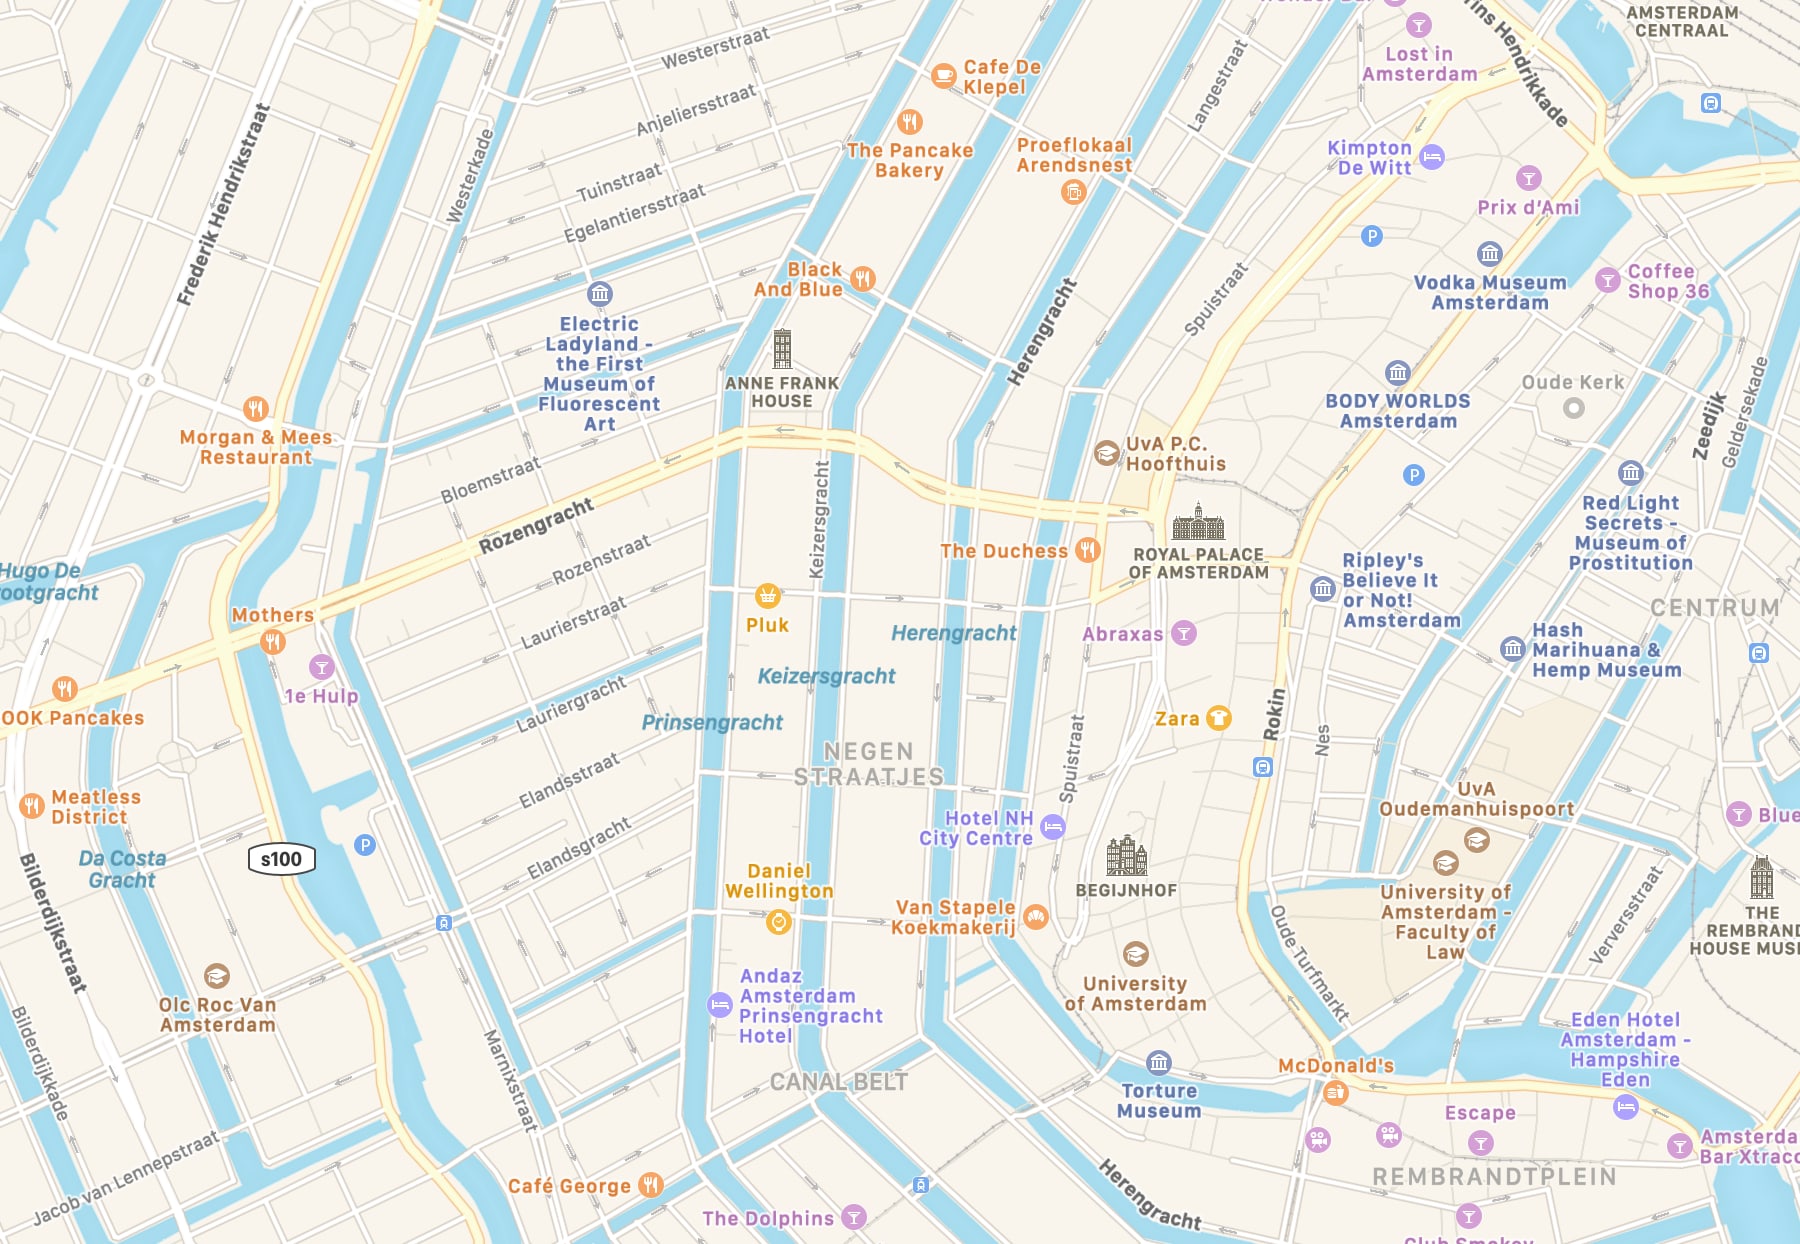 AMSTERDAM
CENTRAAL
Westerstraat
Cafe De
Klepel
Lost in
Amsterdam
Langestraat
Anjeliersstraat
Frederik Hendrikstraat
Westerkade
The Pancake
Bakery
Proeflokaal
Arendsnest
Kimpton
De Witt
Tuinstraat
Egelantiersstraat
Prix d'Ami
P
Black
And Blue
Vodka Museum
Amsterdam
Coffee
Shop 36
Spuistraat
Herengracht
Electric
Ladyland -
the First
Museum of
Fluorescent
Art
ANNE FRANK
HOUSE
Oude Kerk
BODY WORLDS
Amsterdam
Zeedijk
Geldersekade
Morgan & Mees
Restaurant
UvA P.C.
Hoofthuis
Bloemstraat
P
Keizersgracht
Rozengracht
Red Light
Secrets -
Museum of
Prostitution
The Duchess
ROYAL PALACE
OF AMSTERDAM
Ripley's
Believe It
or Not!
Amsterdam
Rozenstraat
Hugo De
ootgracht
Mothers
Laurierstraat
Pluk
Herengracht
Abraxas
CENTRUM
Hash
Marihuana &
Hemp Museum
1e Hulp
Keizersgracht
OOK Pancakes
Lauriergracht
Prinsengracht
Zara
Rokin
Nes
Spuistraat
NEGEN
STRAATJES
Elandsstraat
Meatless
District
UvA
Oudemanhuispoort
Hotel NH
City Centre
Blue
P
s100
Elandsgracht
Da Costa
Gracht
Daniel
Wellington
BEGIJNHOF
Bilderdijkstraat
Van Stapele
Koekmakerij
University of
Amsterdam -
Faculty of
Law
Verversstraat
THE
REMBRAND
HOUSE MUS
Oude Turfmarkt
Olc Roc Van
Amsterdam
Andaz
Amsterdam
Prinsengracht
Hotel
University
of Amsterdam
Bilderdijkkade
Marnixstraat
Eden Hotel
Amsterdam -
Hampshire
Eden
CANAL BELT
McDonald's
Torture
Museum
Escape
Jacob van Lennepstraat
REMBRANDTPLEIN
Amsterda
Bar Xtrac
Café George
Herengracht
The Dolphins